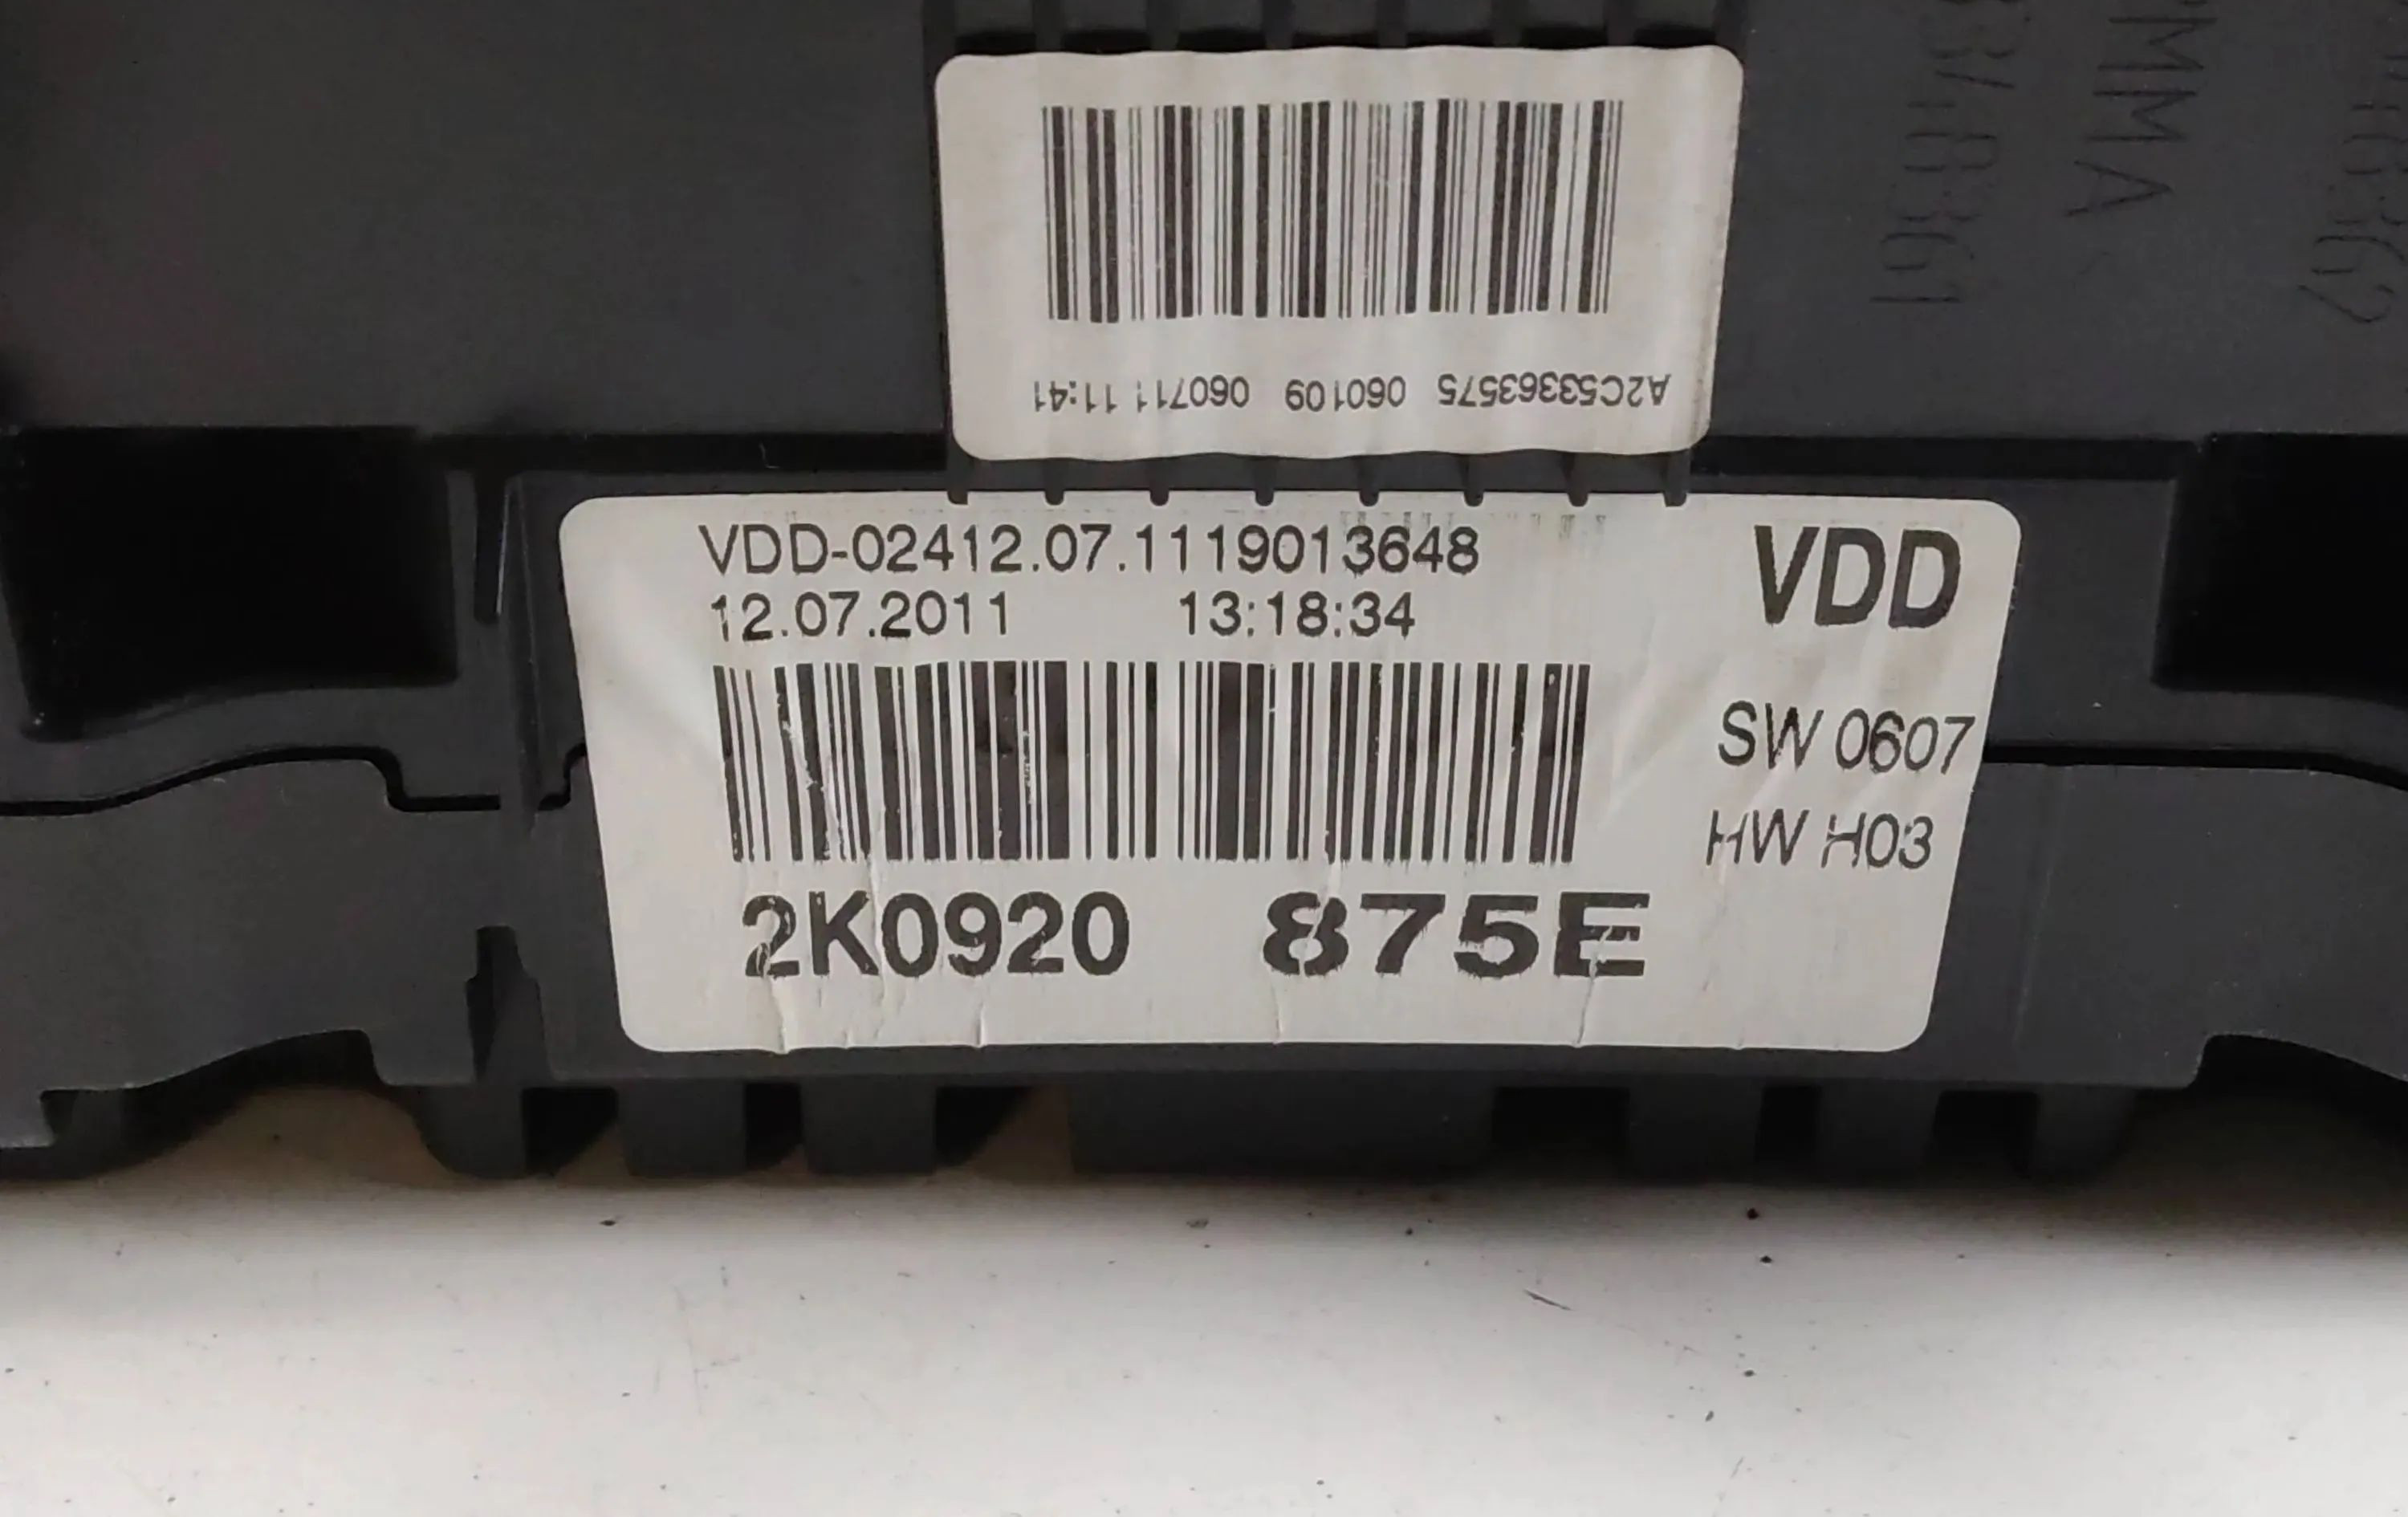 A2C53363575 060109 060711 11:41
VDD-02412.07.1119013648
12.07.2011 13:18:34
VDD
SW 0607
HW H03
2K0920 875E